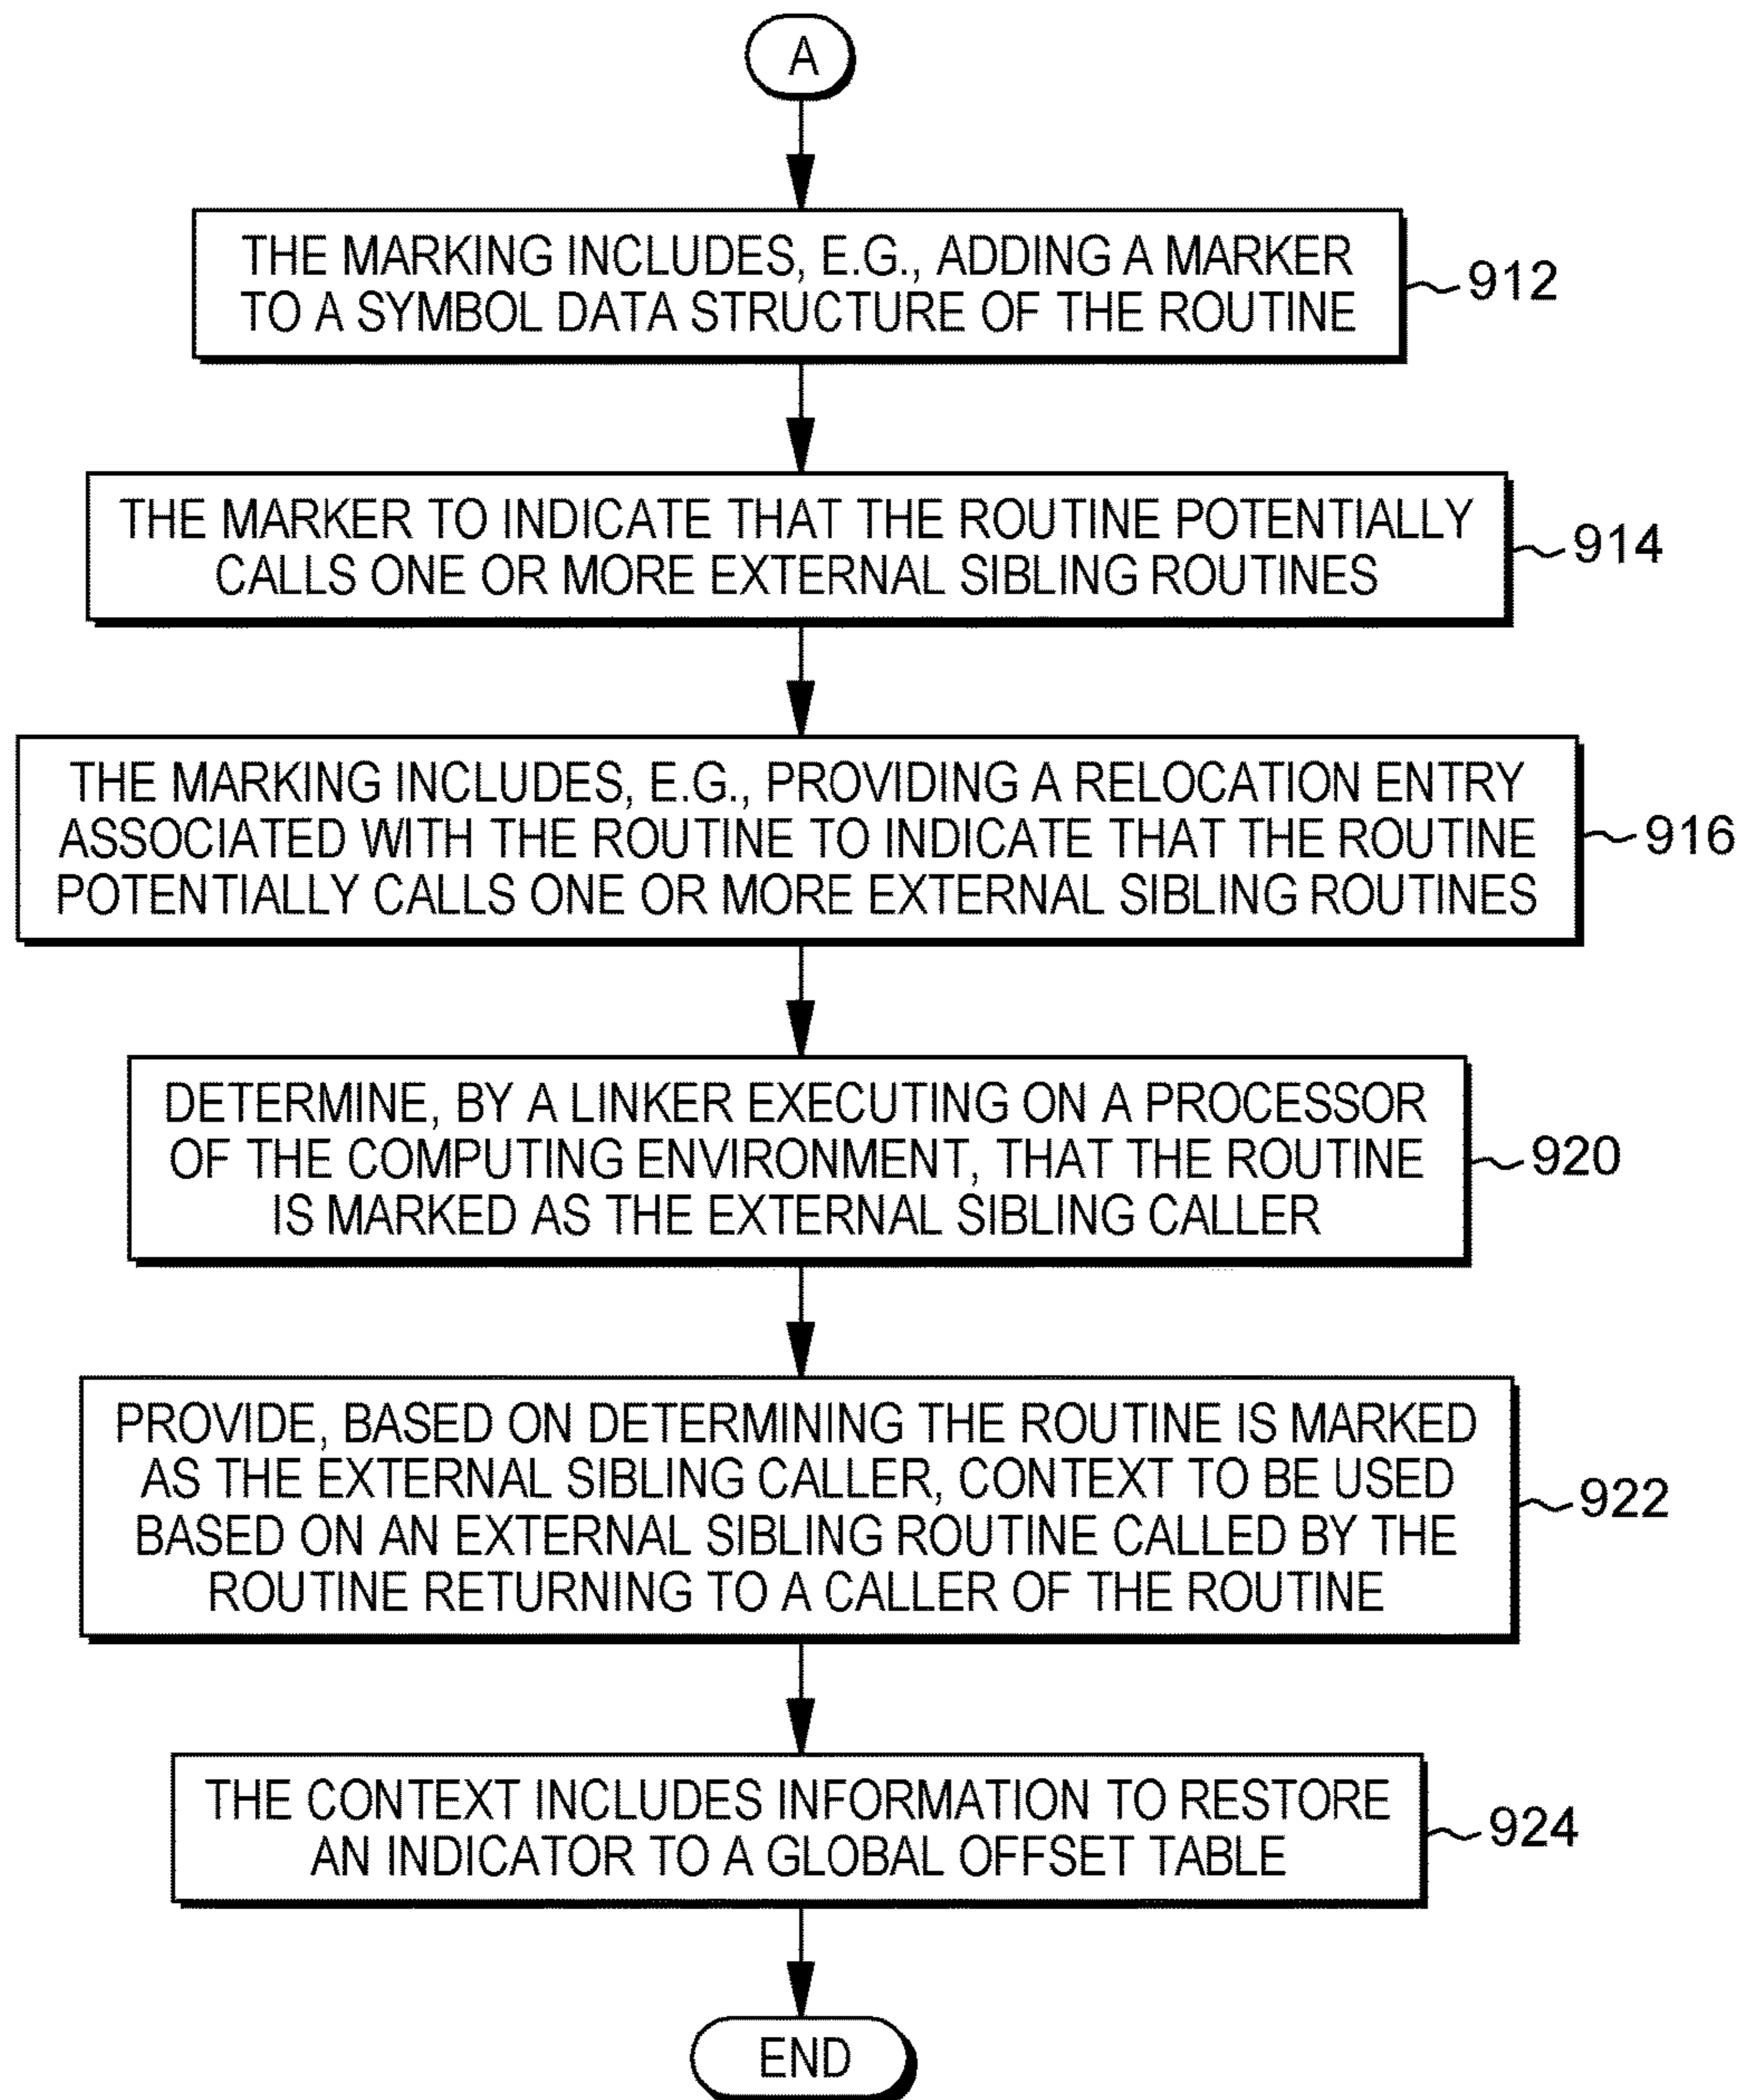 A
THE MARKING INCLUDES, E.G., ADDING A MARKER
TO A SYMBOL DATA STRUCTURE OF THE ROUTINE
912
THE MARKER TO INDICATE THAT THE ROUTINE POTENTIALLY
CALLS ONE OR MORE EXTERNAL SIBLING ROUTINES
914
THE MARKING INCLUDES, E.G., PROVIDING A RELOCATION ENTRY
ASSOCIATED WITH THE ROUTINE TO INDICATE THAT THE ROUTINE
POTENTIALLY CALLS ONE OR MORE EXTERNAL SIBLING ROUTINES
916
DETERMINE, BY A LINKER EXECUTING ON A PROCESSOR
OF THE COMPUTING ENVIRONMENT, THAT THE ROUTINE
IS MARKED AS THE EXTERNAL SIBLING CALLER
920
PROVIDE, BASED ON DETERMINING THE ROUTINE IS MARKED
AS THE EXTERNAL SIBLING CALLER, CONTEXT TO BE USED
BASED ON AN EXTERNAL SIBLING ROUTINE CALLED BY THE
ROUTINE RETURNING TO A CALLER OF THE ROUTINE
922
THE CONTEXT INCLUDES INFORMATION TO RESTORE
AN INDICATOR TO A GLOBAL OFFSET TABLE
924
END